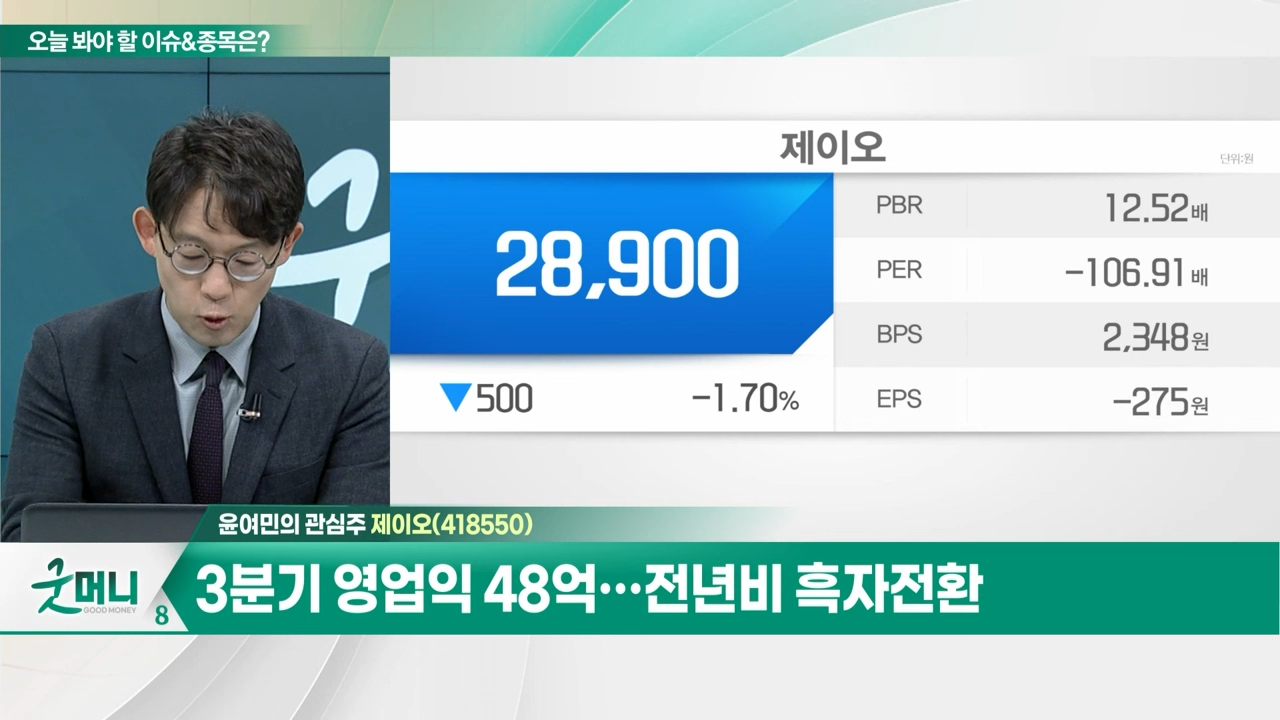 오늘 봐야 할 이슈&종목은?
제이오
단위:원
28,900
▼500 -1.70%
PBR 12.52배
PER -106.91배
BPS 2,348원
EPS -275원
윤여민의 관심주 제이오(418550)
굿머니
GOOD MONEY
8
3분기 영업익 48억…전년비 흑자전환